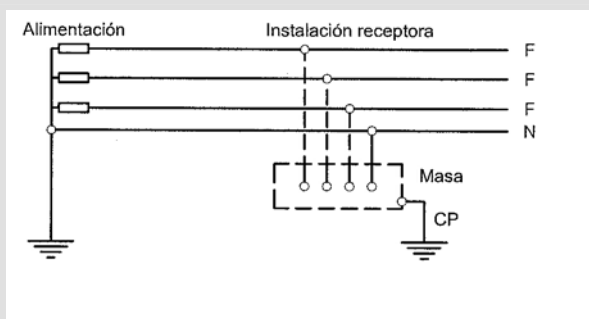 Alimentación
Instalación receptora
F
F
F
N
Masa
CP